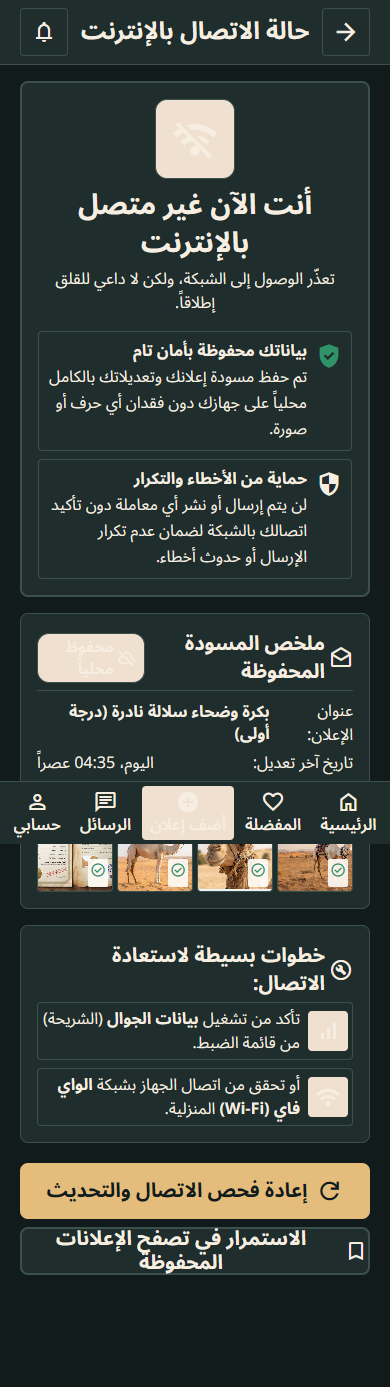 حالة الاتصال بالإنترنت
أنت الآن غير متصل
بالإنترنت
تعذّر الوصول إلى الشبكة، ولكن لا داعي للقلق
إطلاقاً.
بياناتك محفوظة بأمان تام
تم حفظ مسودة إعلانك وتعديلاتك بالكامل
محلياً على جهازك دون فقدان أي حرف أو
صورة.
حماية من الأخطاء والتكرار
لن يتم إرسال أو نشر أي معاملة دون تأكيد
اتصالك بالشبكة لضمان عدم تكرار
الإرسال أو حدوث أخطاء.
ملخص المسودة
المحفوظة
محفوظ
محلياً
عنوان
الإعلان:
بكرة وضحاء سلالة نادرة (درجة
أولى)
تاريخ آخر تعديل:
اليوم، 04:35 عصراً
الرئيسية
المفضلة
أضف إعلان
الرسائل
حسابي
خطوات بسيطة لاستعادة
الاتصال:
تأكد من تشغيل بيانات الجوال (الشريحة)
من قائمة الضبط.
أو تحقق من اتصال الجهاز بشبكة الواي
فاي (Wi-Fi) المنزلية.
إعادة فحص الاتصال والتحديث
الاستمرار في تصفح الإعلانات
المحفوظة